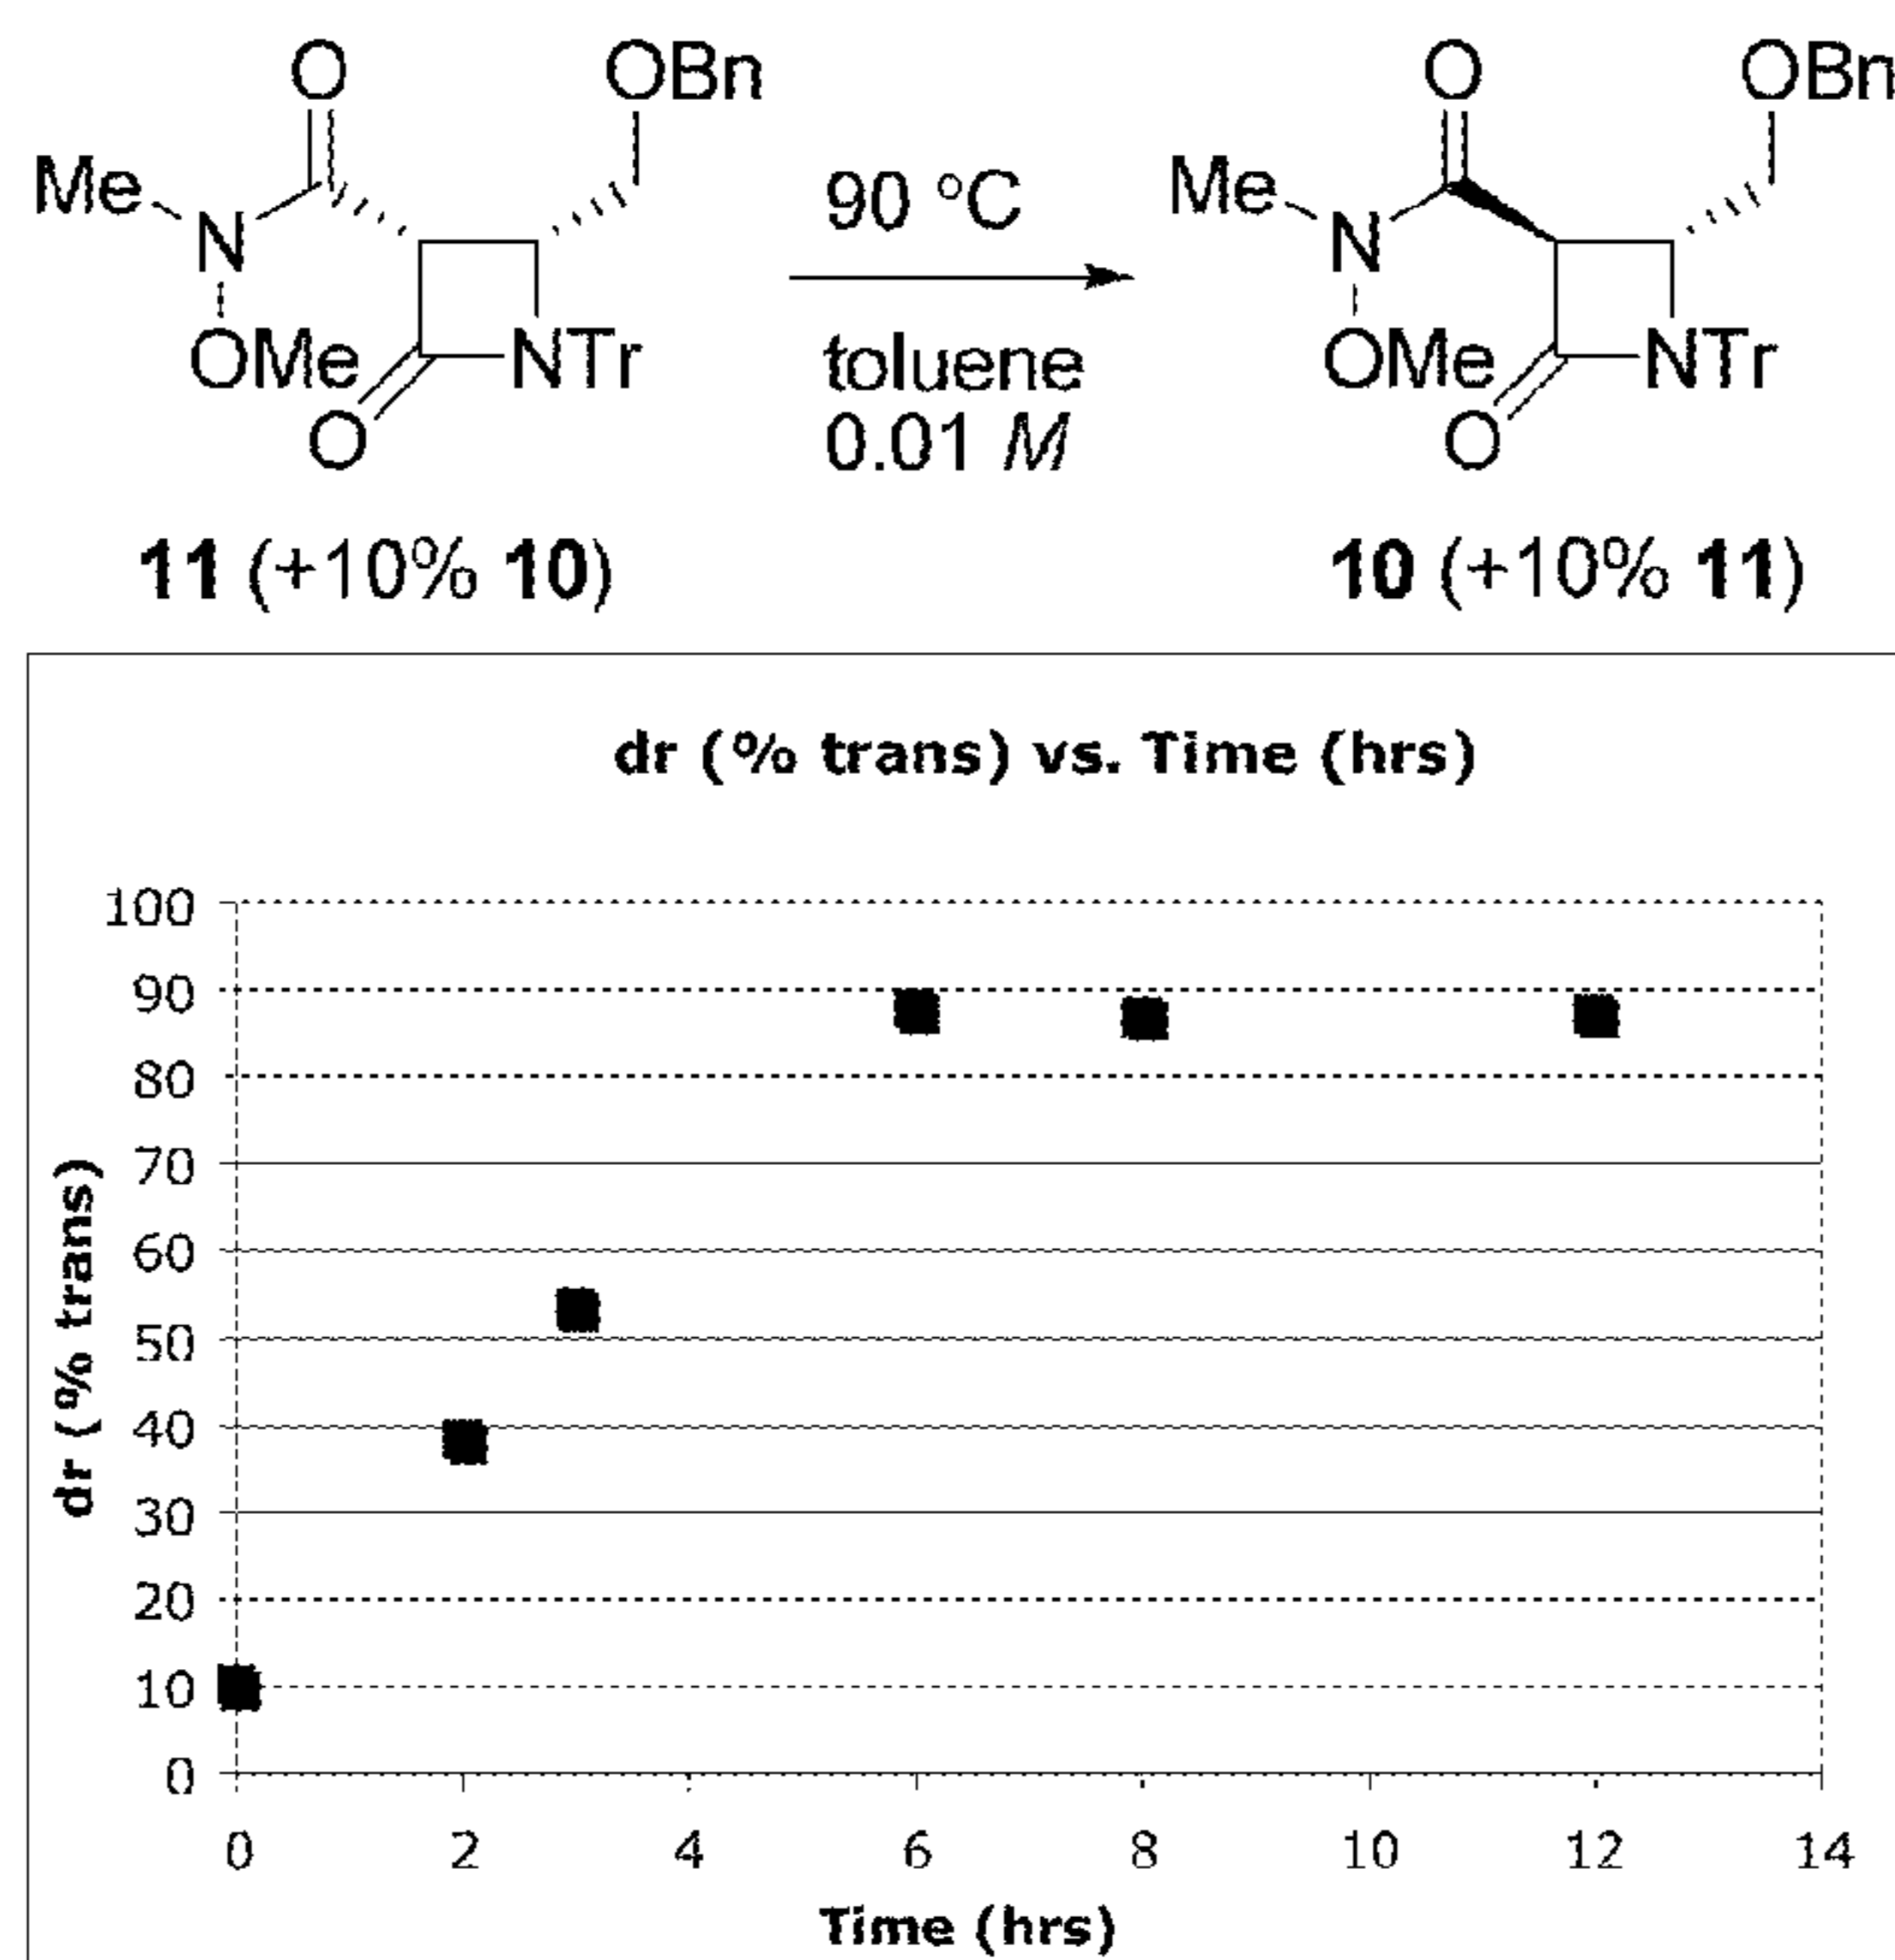 O OBn
Me N
OMe NTr
O
11 (+10% 10)
90 °C
toluene
0.01 M
O OBn
Me N
OMe NTr
O
10 (+10% 11)
dr (% trans) vs. Time (hrs)
dr (% trans)
100
90
80
70
60
50
40
30
20
10
0
0 2 4 6 8 10 12 14
Time (hrs)